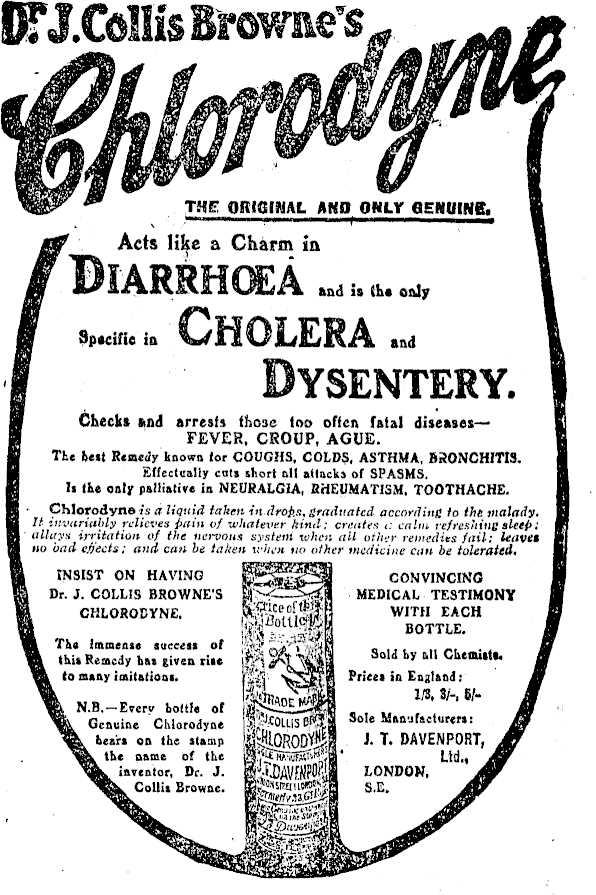 Dr. J. Collis Browne's
Chlorodyne
THE ORIGINAL AND ONLY GENUINE.
Acts like a Charm in
DIARRHŒA and is the only
Specific in CHOLERA and
DYSENTERY.
Checks and arrests those too often fatal diseases—
FEVER, CROUP, AGUE.
The best Remedy known for COUGHS, COLDS, ASTHMA, BRONCHITIS.
Effectually cuts short all attacks of SPASMS.
Is the only palliative in NEURALGIA, RHEUMATISM, TOOTHACHE.
Chlorodyne is a liquid taken in drops, graduated according to the malady.
It invariably relieves pain of whatever kind; creates a calm refreshing sleep;
allays irritation of the nervous system when all other remedies fail; leaves
no bad effects; and can be taken when no other medicine can be tolerated.
INSIST ON HAVING
Dr. J. COLLIS BROWNE'S
CHLORODYNE.
The Immense success of
this Remedy has given rise
to many imitations.
N.B.—Every bottle of
Genuine Chlorodyne
bears on the stamp
the name of the
inventor, Dr. J.
Collis Browne.
Price of this
Bottle
TRADE MARK
COLLIS BRO
CHLORODYNE
J.T. DAVENPOR
CONVINCING
MEDICAL TESTIMONY
WITH EACH
BOTTLE.
Sold by all Chemists.
Prices in England:
1/3, 3/-, 5/-
Sole Manufacturers:
J. T. DAVENPORT,
Ltd.,
LONDON,
S.E.